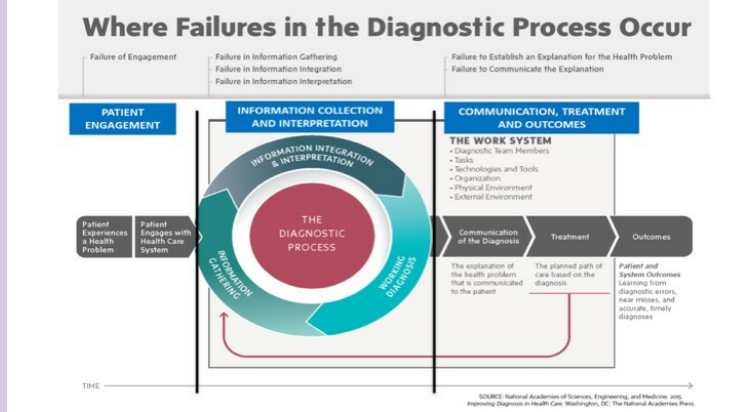 Where Failures in the Diagnostic Process Occur
Failure of Engagement
Failure in Information Gathering
Failure in Information Integration
Failure in Information Interpretation
Failure to Establish an Explanation for the Health Problem
Failure to Communicate the Explanation
PATIENT
ENGAGEMENT
INFORMATION COLLECTION
AND INTERPRETATION
COMMUNICATION, TREATMENT
AND OUTCOMES
THE WORK SYSTEM
• Diagnostic Team Members
• Tasks
• Technologies and Tools
• Organization
• Physical Environment
• External Environment
INFORMATION INTEGRATION
& INTERPRETATION
THE
DIAGNOSTIC
PROCESS
INFORMATION
GATHERING
WORKING
DIAGNOSIS
Patient
Experiences
a Health
Problem
Patient
Engages with
Health Care
System
Communication
of the Diagnosis
Treatment
Outcomes
The explanation of
the health problem
that is communicated
to the patient
The planned path of
care based on the
diagnosis
Patient and
System Outcomes
Learning from
diagnostic errors,
near misses, and
accurate, timely
diagnoses
TIME
SOURCE: National Academies of Sciences, Engineering, and Medicine. 2015.
Improving Diagnosis in Health Care. Washington, DC: The National Academies Press.